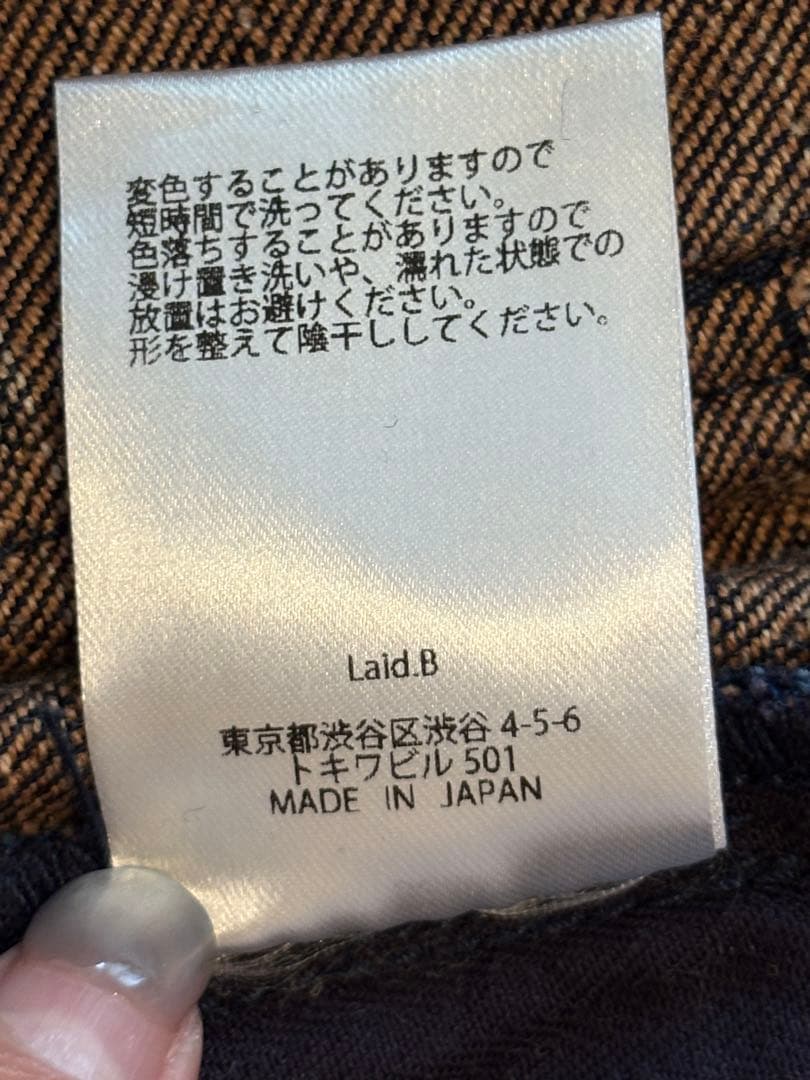 変色することがありますので
短時間で洗ってください。
色落ちすることがありますので
浸け置き洗いや、濡れた状態での
放置はお避けください。
形を整えて陰干ししてください。
Laid.B
東京都渋谷区渋谷 4-5-6
トキワビル 501
MADE IN JAPAN